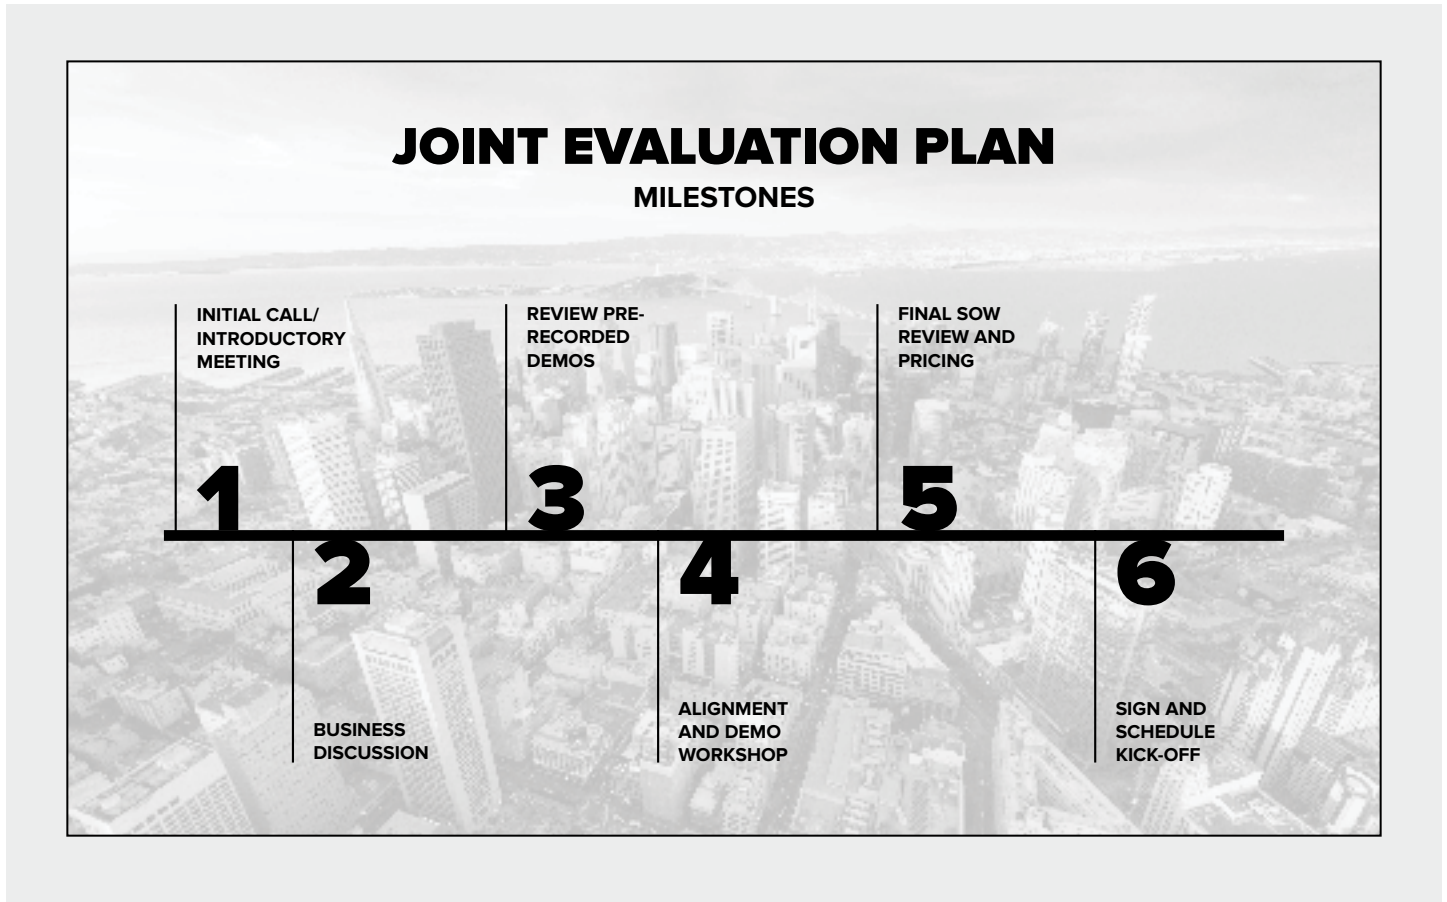 JOINT EVALUATION PLAN
MILESTONES
INITIAL CALL/
INTRODUCTORY
MEETING
1
2
BUSINESS
DISCUSSION
REVIEW PRE-
RECORDED
DEMOS
3
4
ALIGNMENT
AND DEMO
WORKSHOP
FINAL SOW
REVIEW AND
PRICING
5
6
SIGN AND
SCHEDULE
KICK-OFF